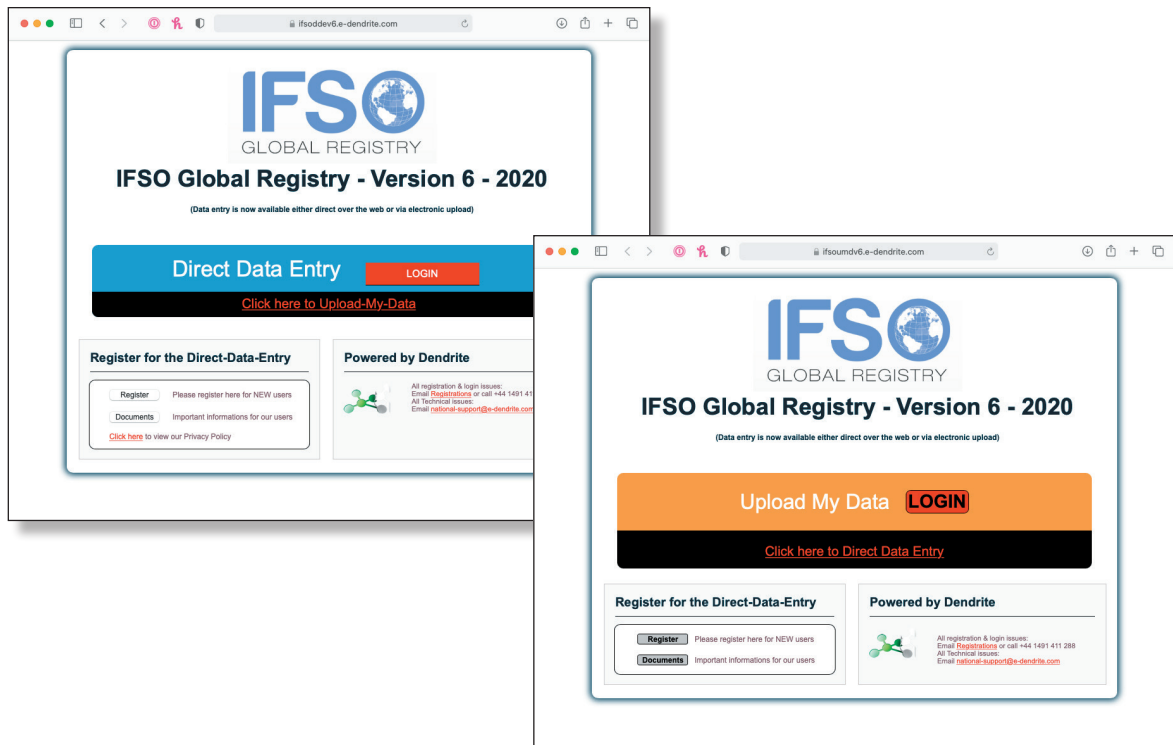 ifsoddev6.e-dendrite.com
IFSO
GLOBAL REGISTRY
IFSO Global Registry - Version 6 - 2020
(Data entry is now available either direct over the web or via electronic upload)
Direct Data Entry LOGIN
Click here to Upload-My-Data
Register for the Direct-Data-Entry
Register Please register here for NEW users
Documents Important informations for our users
Click here to view our Privacy Policy
Powered by Dendrite
All registration & login issues:
Email Registrations or call +44 1491 41
All Technical issues:
Email national-support@e-dendrite.com
ifsoumdv6.e-dendrite.com
IFSO
GLOBAL REGISTRY
IFSO Global Registry - Version 6 - 2020
(Data entry is now available either direct over the web or via electronic upload)
Upload My Data LOGIN
Click here to Direct Data Entry
Register for the Direct-Data-Entry
Register Please register here for NEW users
Documents Important informations for our users
Powered by Dendrite
All registration & login issues:
Email Registrations or call +44 1491 411 288
All Technical issues:
Email national-support@e-dendrite.com